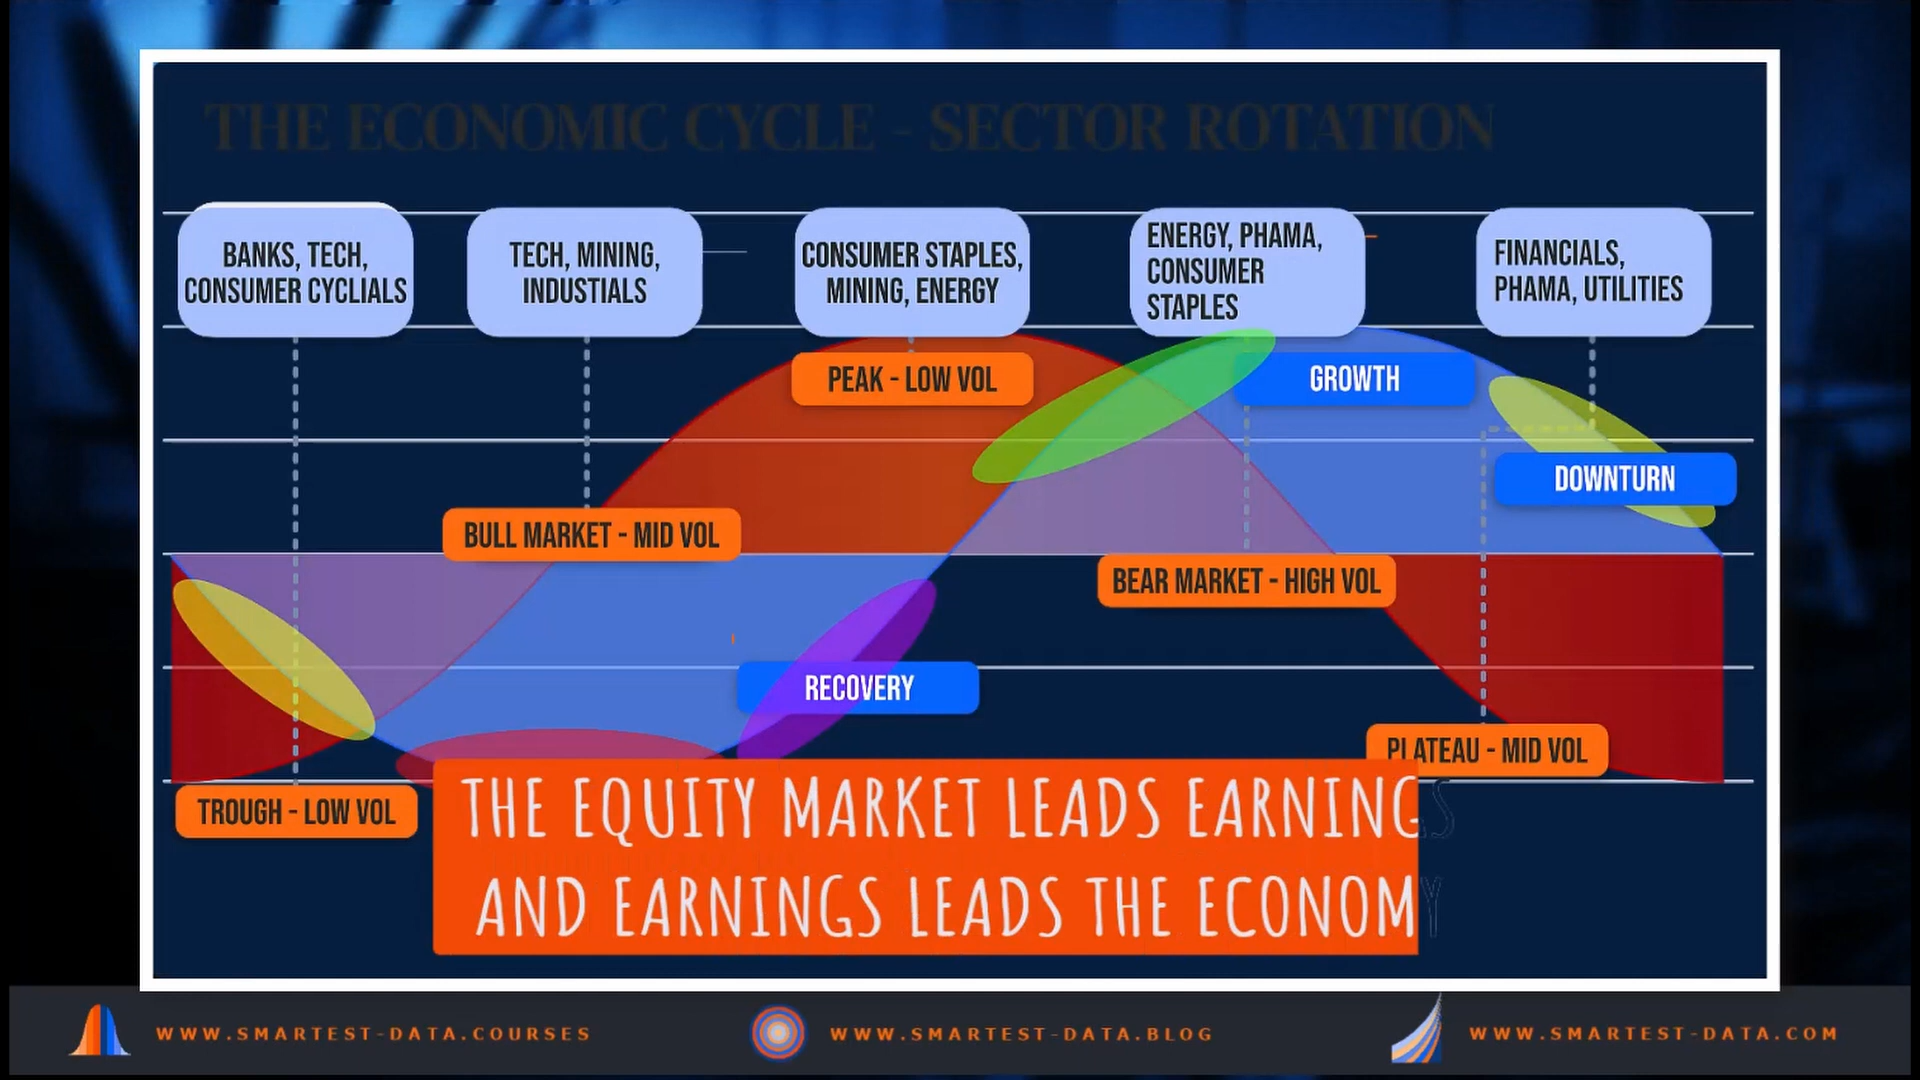 THE ECONOMIC CYCLE - SECTOR ROTATION
BANKS, TECH,
CONSUMER CYCLIALS
TECH, MINING,
INDUSTIALS
CONSUMER STAPLES,
MINING, ENERGY
ENERGY, PHAMA,
CONSUMER
STAPLES
FINANCIALS,
PHAMA, UTILITIES
PEAK - LOW VOL
GROWTH
DOWNTURN
BULL MARKET - MID VOL
BEAR MARKET - HIGH VOL
RECOVERY
PLATEAU - MID VOL
TROUGH - LOW VOL
THE EQUITY MARKET LEADS EARNINGS
AND EARNINGS LEADS THE ECONOMY
WWW.SMARTEST-DATA.COURSES
WWW.SMARTEST-DATA.BLOG
WWW.SMARTEST-DATA.COM